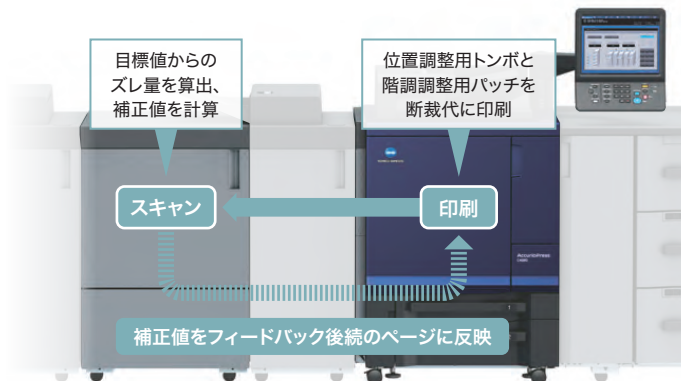 目標値からの
ズレ量を算出、
補正値を計算
位置調整用トンボと
階調調整用パッチを
断裁代に印刷
スキャン
印刷
KONICA MINOLTA
AccurioPress
補正値をフィードバック後続のページに反映